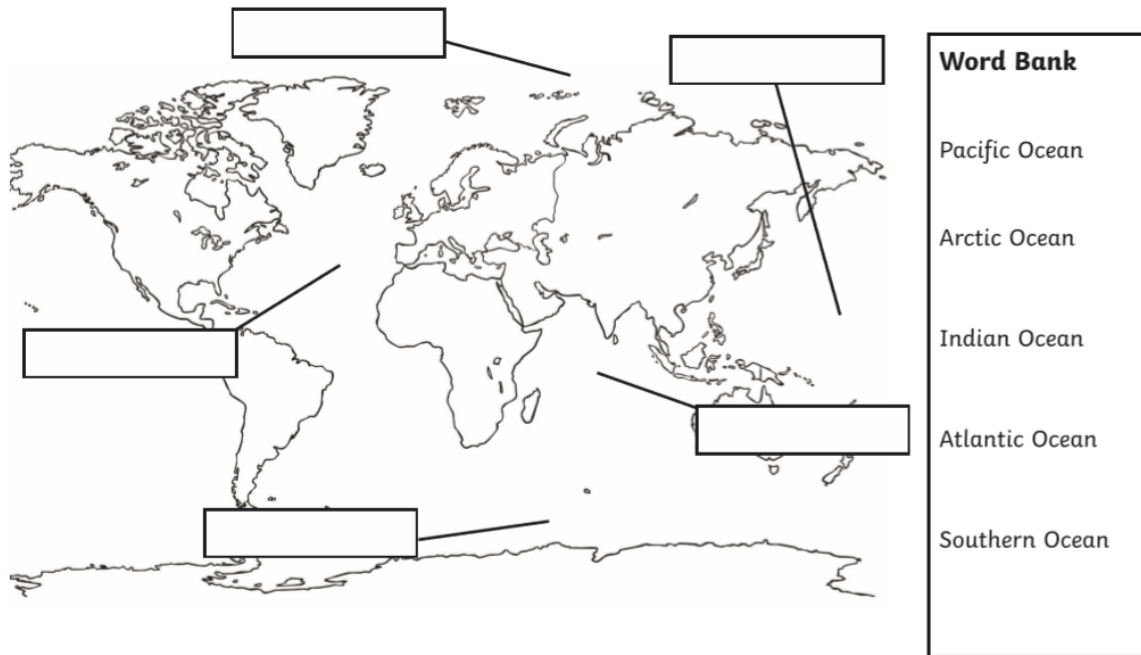 Word Bank
Pacific Ocean
Arctic Ocean
Indian Ocean
Atlantic Ocean
Southern Ocean